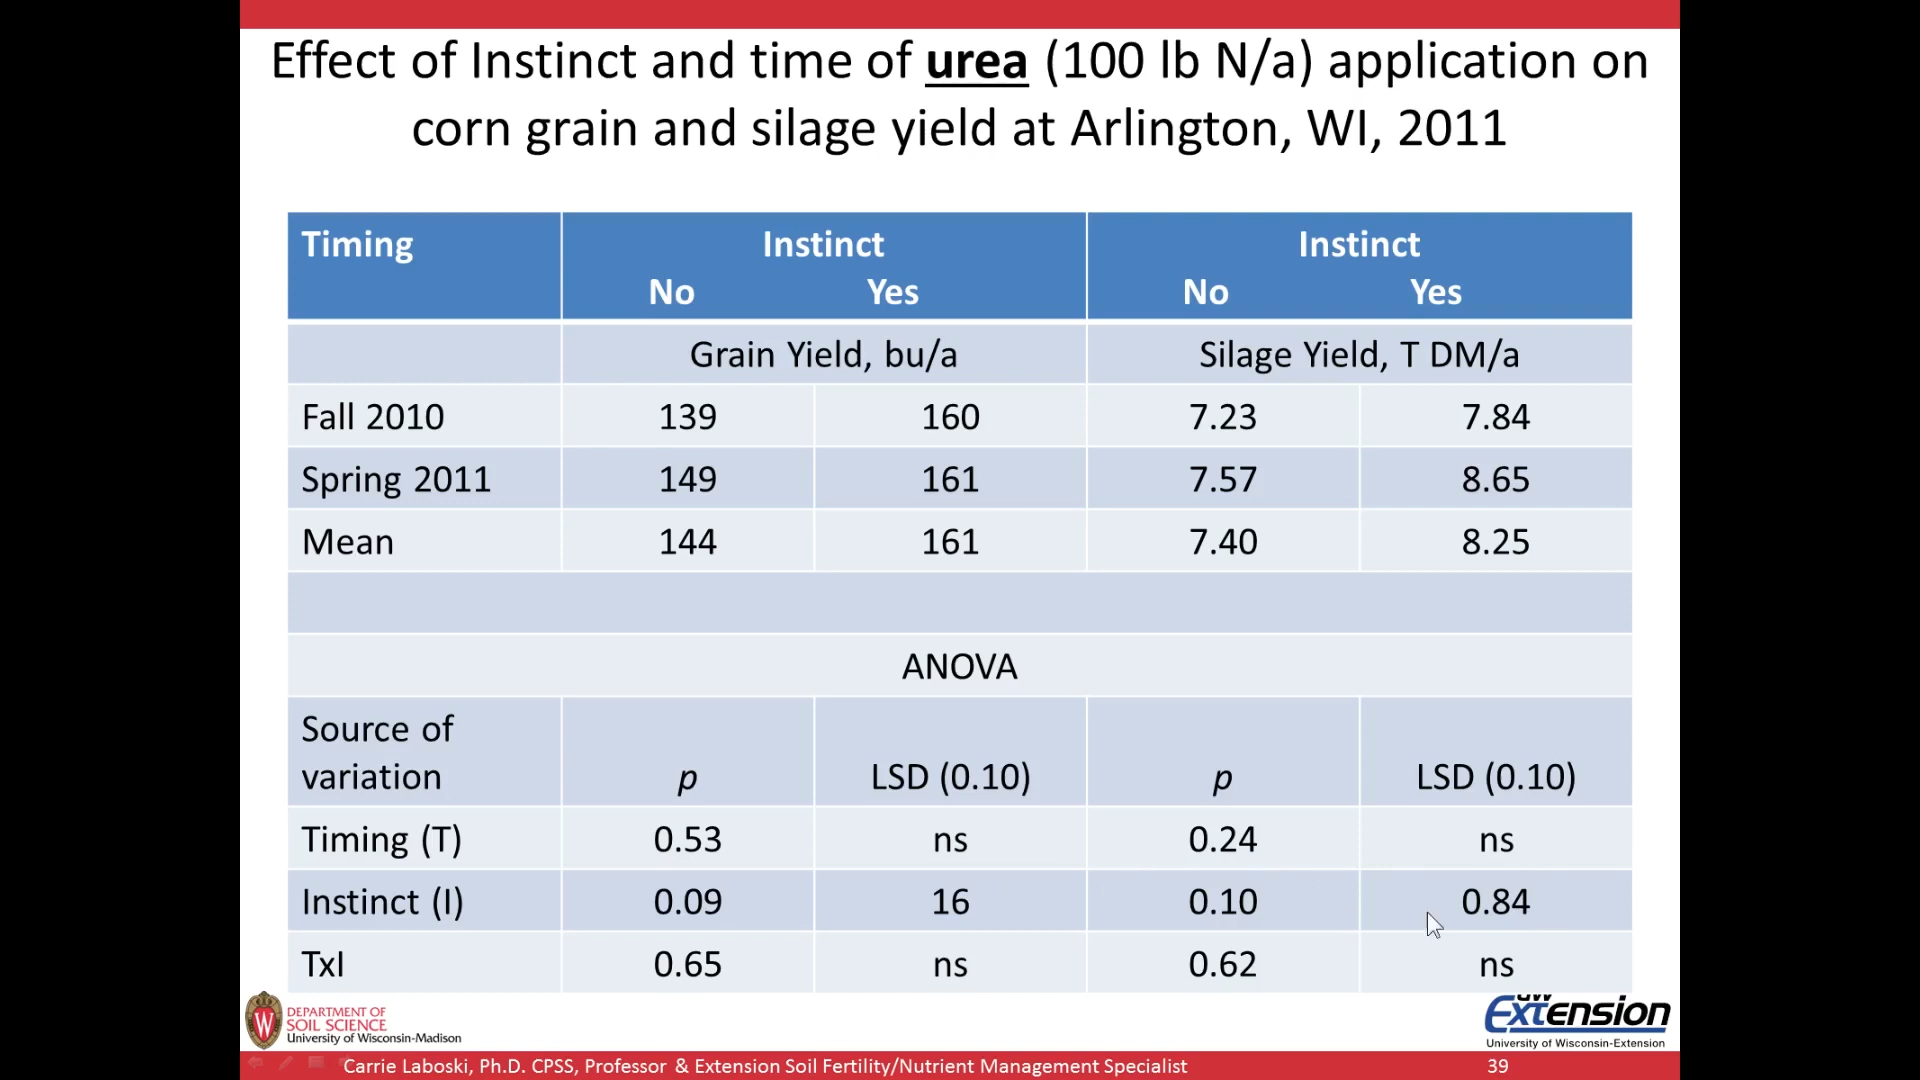 Effect of Instinct and time of urea (100 lb N/a) application on
corn grain and silage yield at Arlington, WI, 2011
Timing Instinct Instinct
No Yes No Yes
Grain Yield, bu/a Silage Yield, T DM/a
Fall 2010 139 160 7.23 7.84
Spring 2011 149 161 7.57 8.65
Mean 144 161 7.40 8.25
ANOVA
Source of
variation p LSD (0.10) p LSD (0.10)
Timing (T) 0.53 ns 0.24 ns
Instinct (I) 0.09 16 0.10 0.84
TxI 0.65 ns 0.62 ns
W
DEPARTMENT OF
SOIL SCIENCE
University of Wisconsin-Madison
UW
Extension
University of Wisconsin-Extension
Carrie Laboski, Ph.D. CPSS, Professor & Extension Soil Fertility/Nutrient Management Specialist 39